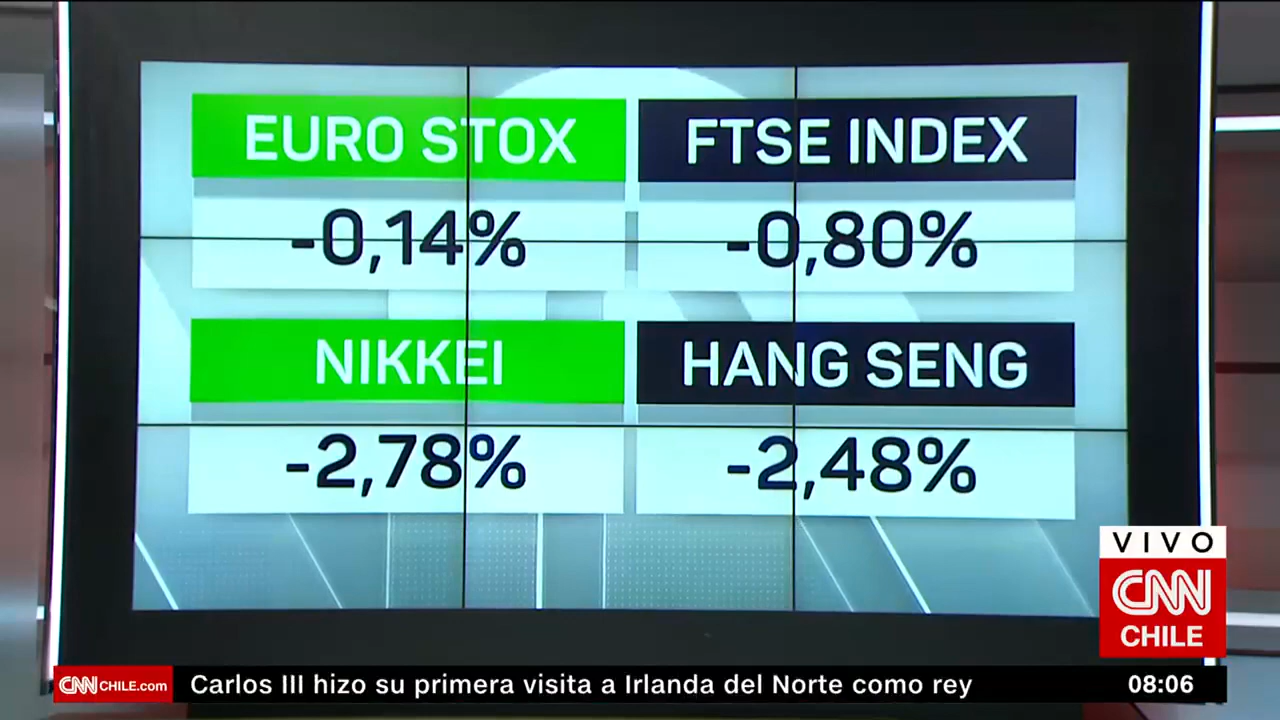 EURO STOX
-0,14%
FTSE INDEX
-0,80%
NIKKEI
-2,78%
HANG SENG
-2,48%
VIVO
CNN
CHILE
CNNCHILE.com
Carlos III hizo su primera visita a Irlanda del Norte como rey
08:06